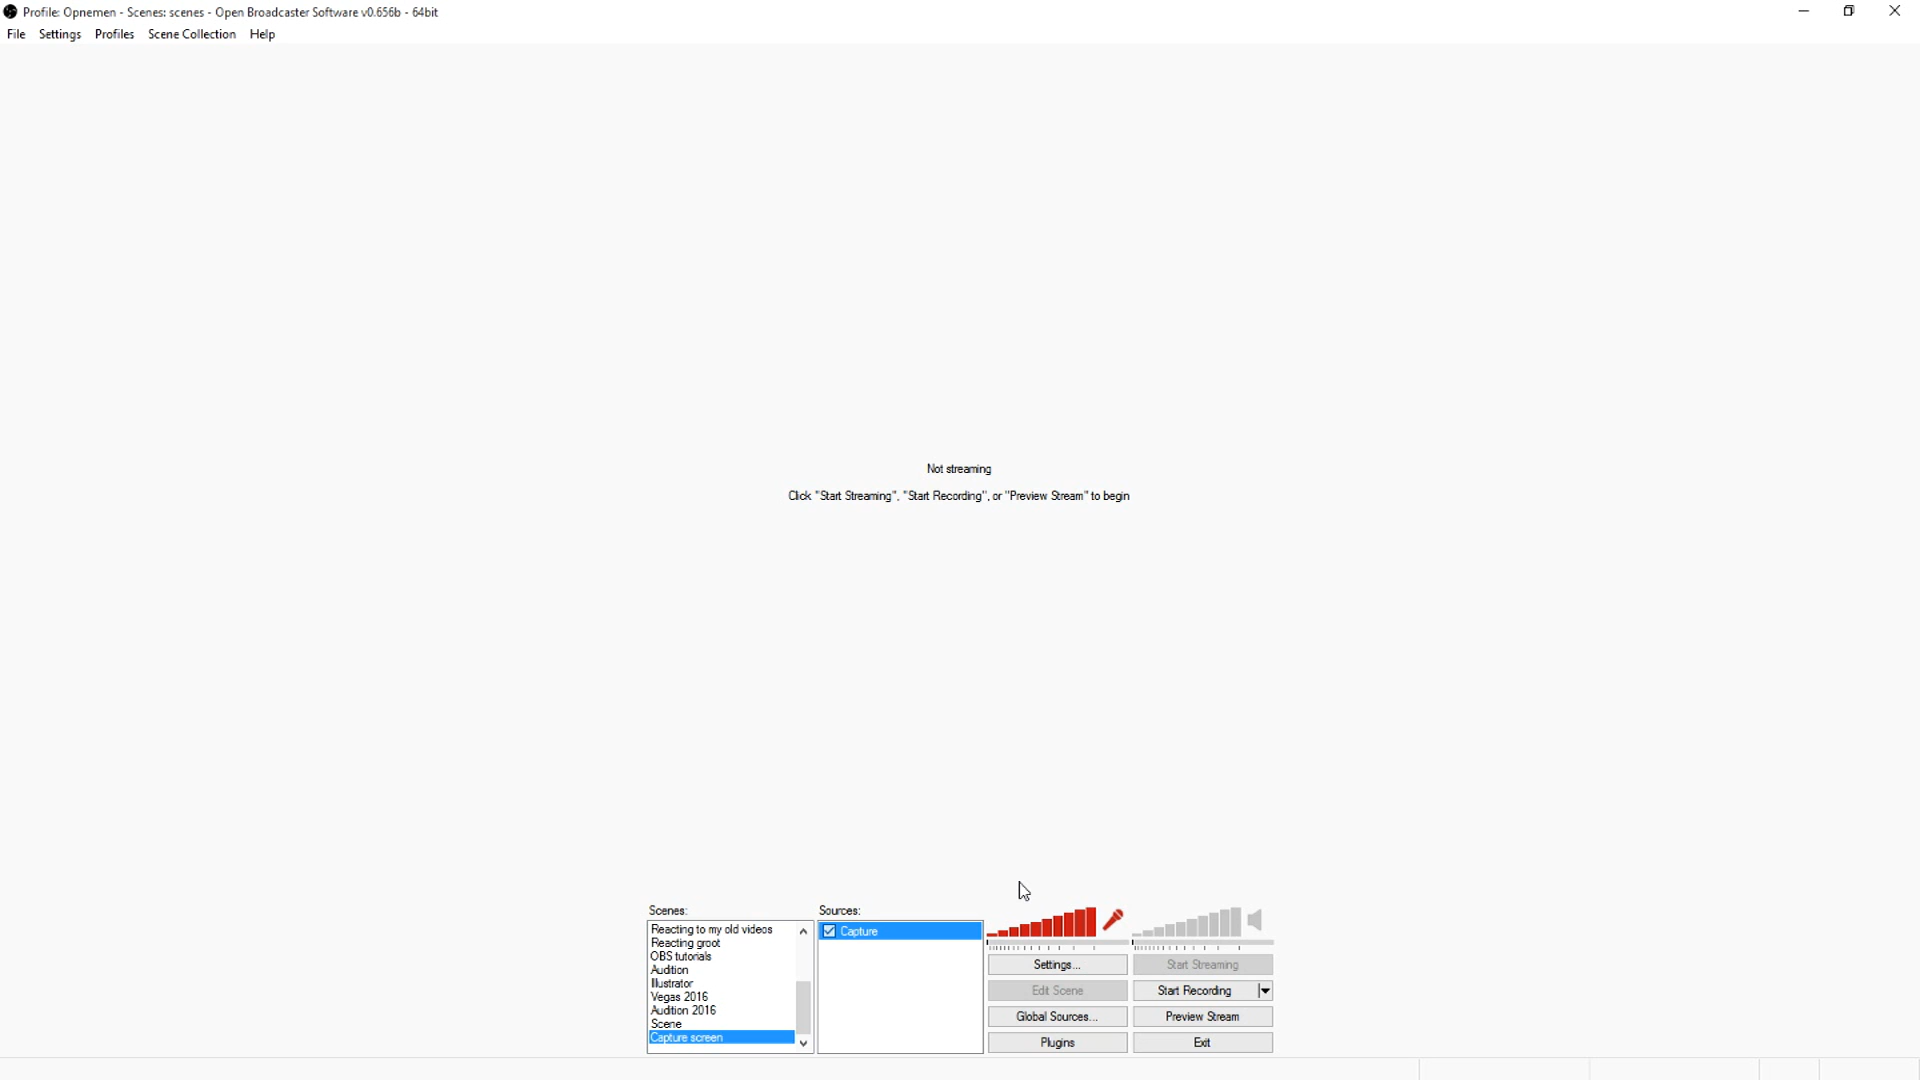 Profile: Opnemen - Scenes: scenes - Open Broadcaster Software v0.656b - 64bit
File Settings Profiles Scene Collection Help
Not streaming
Click "Start Streaming", "Start Recording", or "Preview Stream" to begin
Scenes:
Reacting to my old videos
Reacting groot
OBS tutorials
Audition
Illustrator
Vegas 2016
Audition 2016
Scene
Capture screen
Sources:
Capture
Settings...
Start Streaming
Edit Scene
Start Recording
Global Sources...
Preview Stream
Plugins
Exit